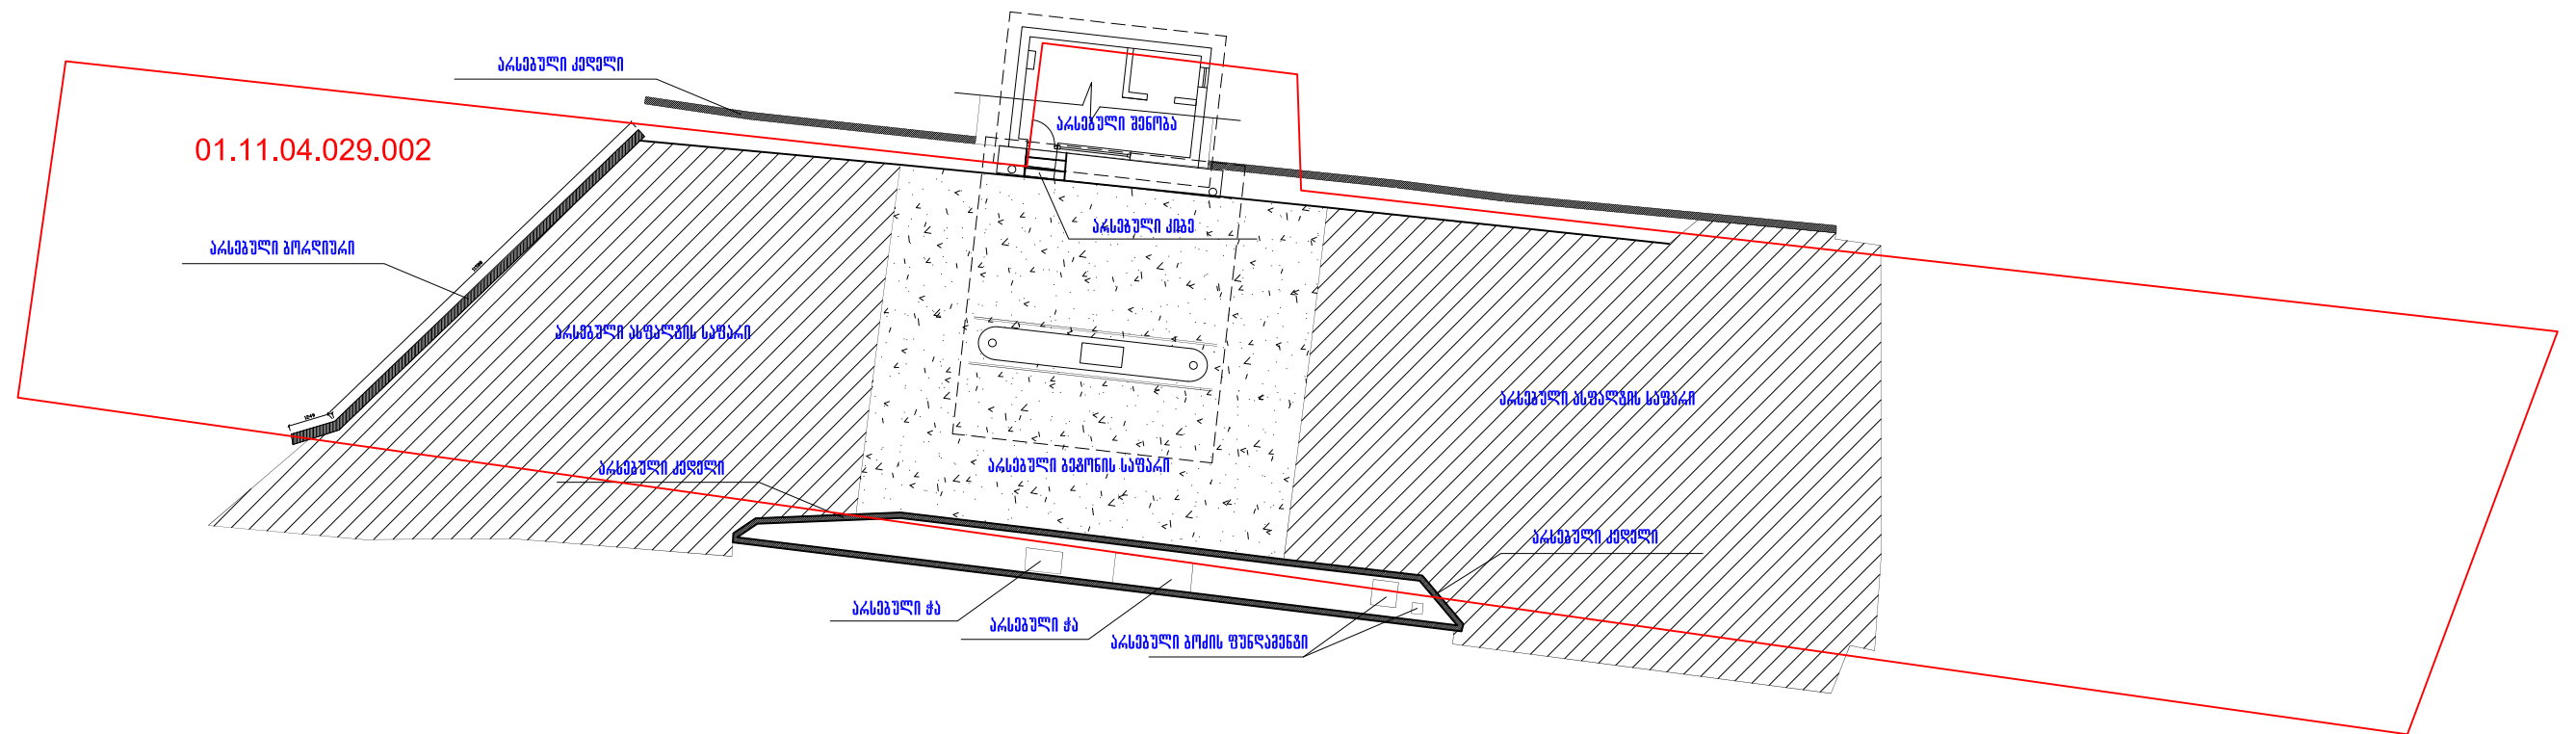 არსებული კედელი
არსებული შენობა
01.11.04.029.002
არსებული კიბე
არსებული ბორდიური
არსებული ასფალტის საფარი
არსებული ასფალტის საფარი
არსებული კედელი
არსებული ბეტონის საფარი
არსებული კედელი
არსებული ჭა
არსებული ჭა
არსებული ბოძის ფუნდამენტი